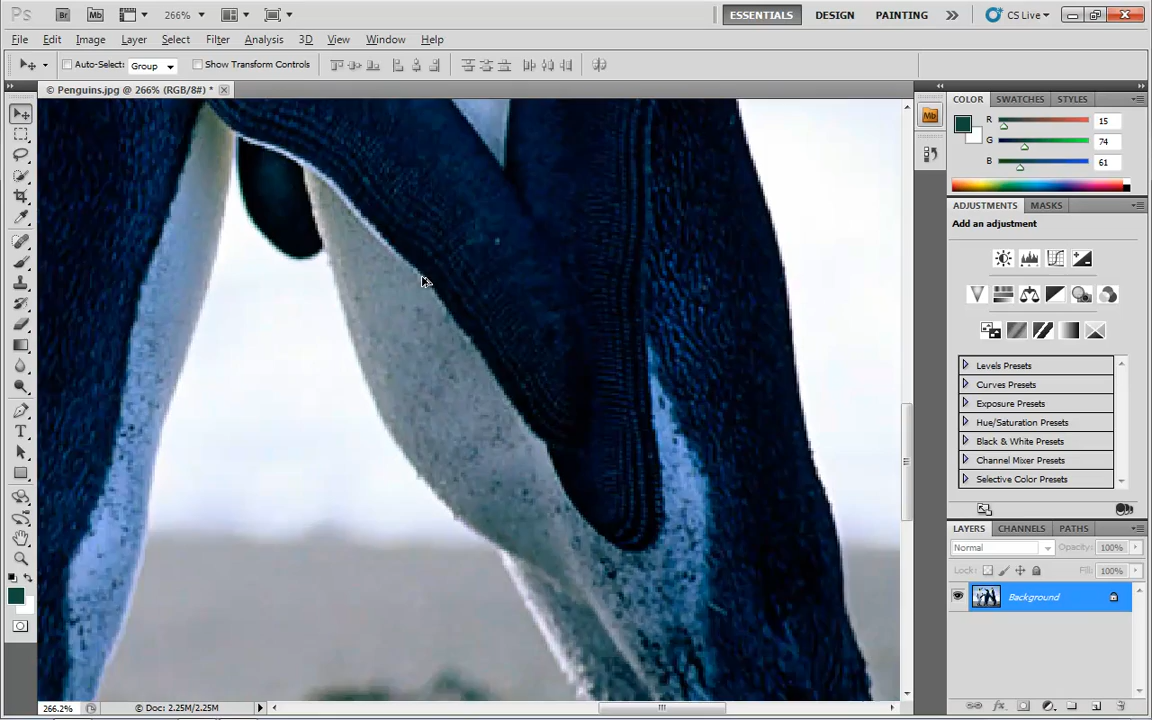 Ps Br Mb 266% ESSENTIALS DESIGN PAINTING CS Live
File Edit Image Layer Select Filter Analysis 3D View Window Help
Auto-Select: Group Show Transform Controls
© Penguins.jpg @ 266% (RGB/8#) *
COLOR SWATCHES STYLES
R 15
G 74
B 61
Mb
ADJUSTMENTS MASKS
Add an adjustment
Levels Presets
Curves Presets
Exposure Presets
Hue/Saturation Presets
Black & White Presets
Channel Mixer Presets
Selective Color Presets
LAYERS CHANNELS PATHS
Normal Opacity: 100%
Lock: Fill: 100%
Background
T
fx
266.2% © Doc: 2.25M/2.25M